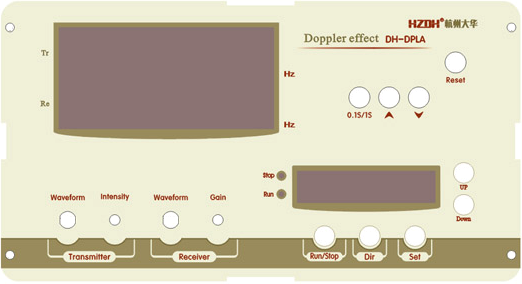 HZDH® 杭州大华
Doppler effect DH-DPLA
Tr
Hz
Reset
Re
Hz
0.1S/1S
Stop
Run
UP
Down
Waveform Intensity Waveform Gain
Transmitter Receiver Run/Stop Dir Set